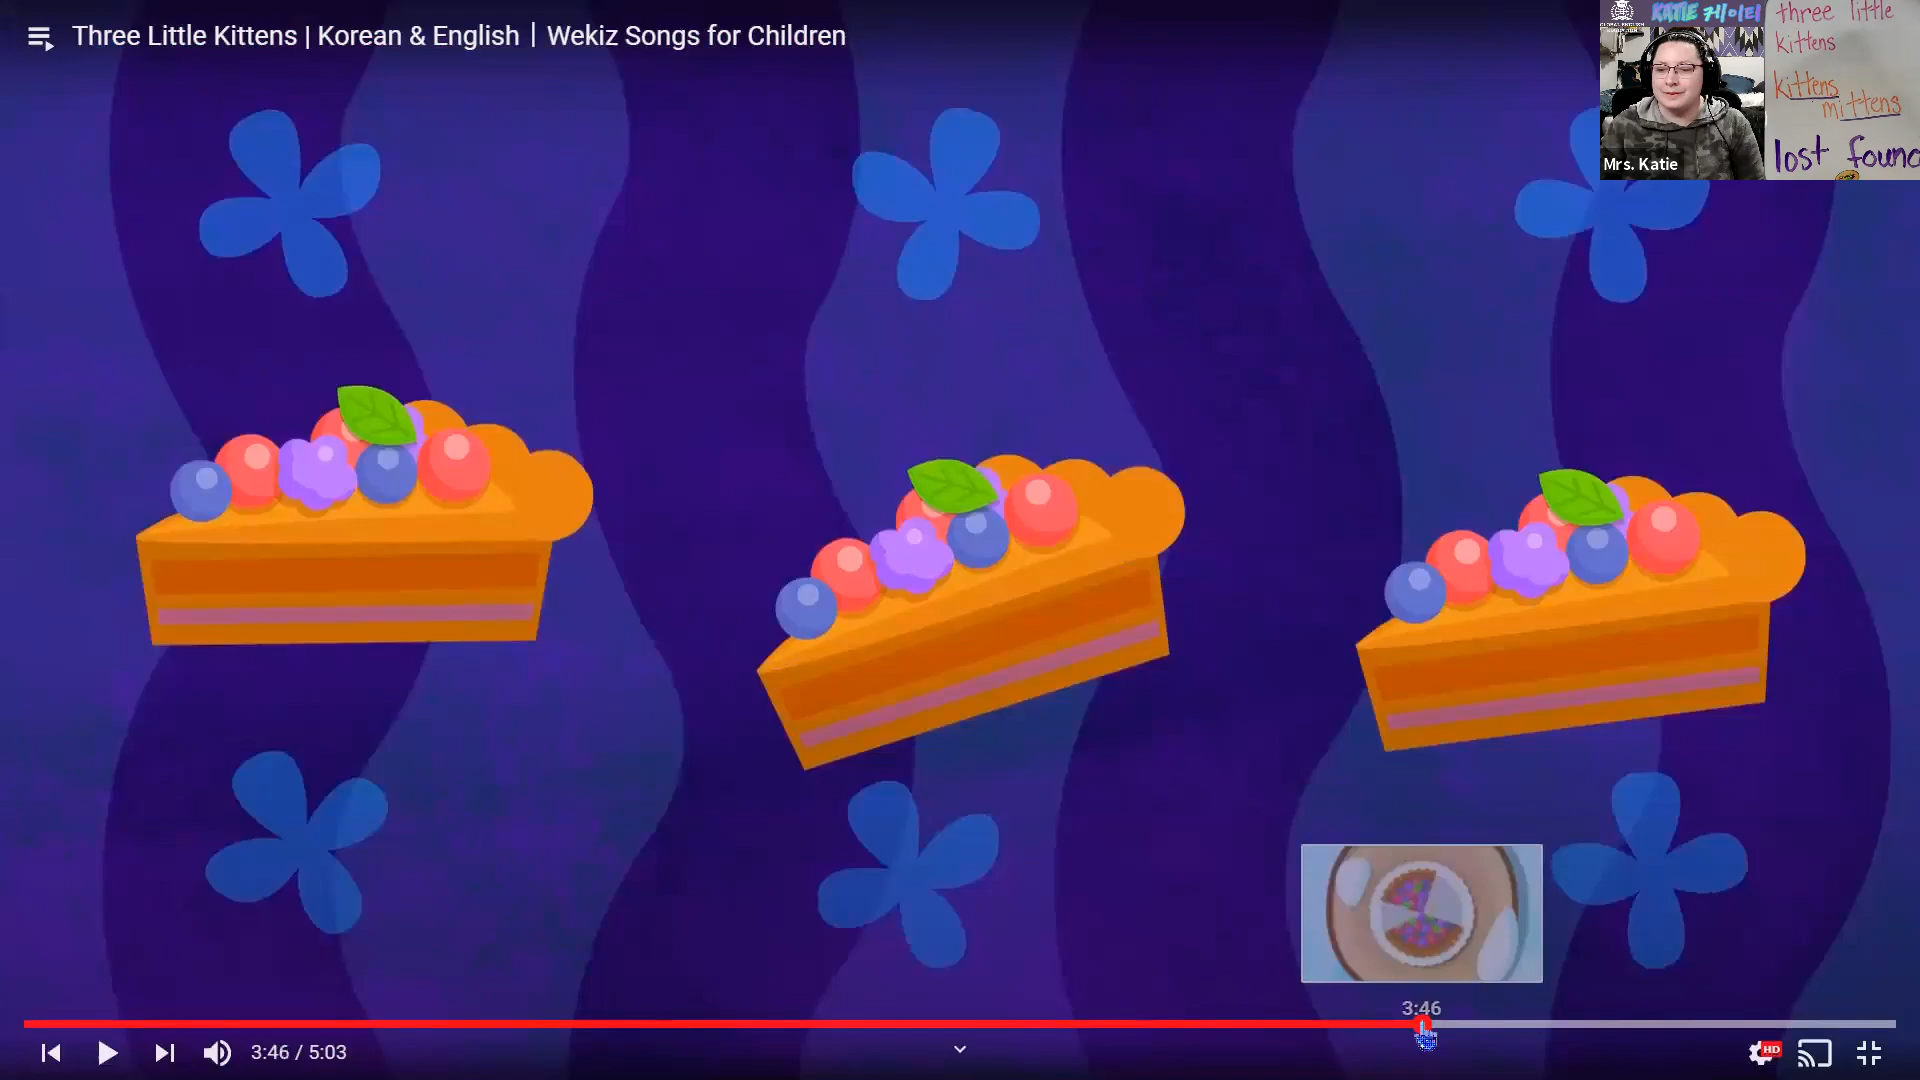 Three Little Kittens | Korean & English｜Wekiz Songs for Children
KATIE 케이티
three little
kittens
kittens
mittens
lost found
Mrs. Katie
3:46
3:46 / 5:03
HD